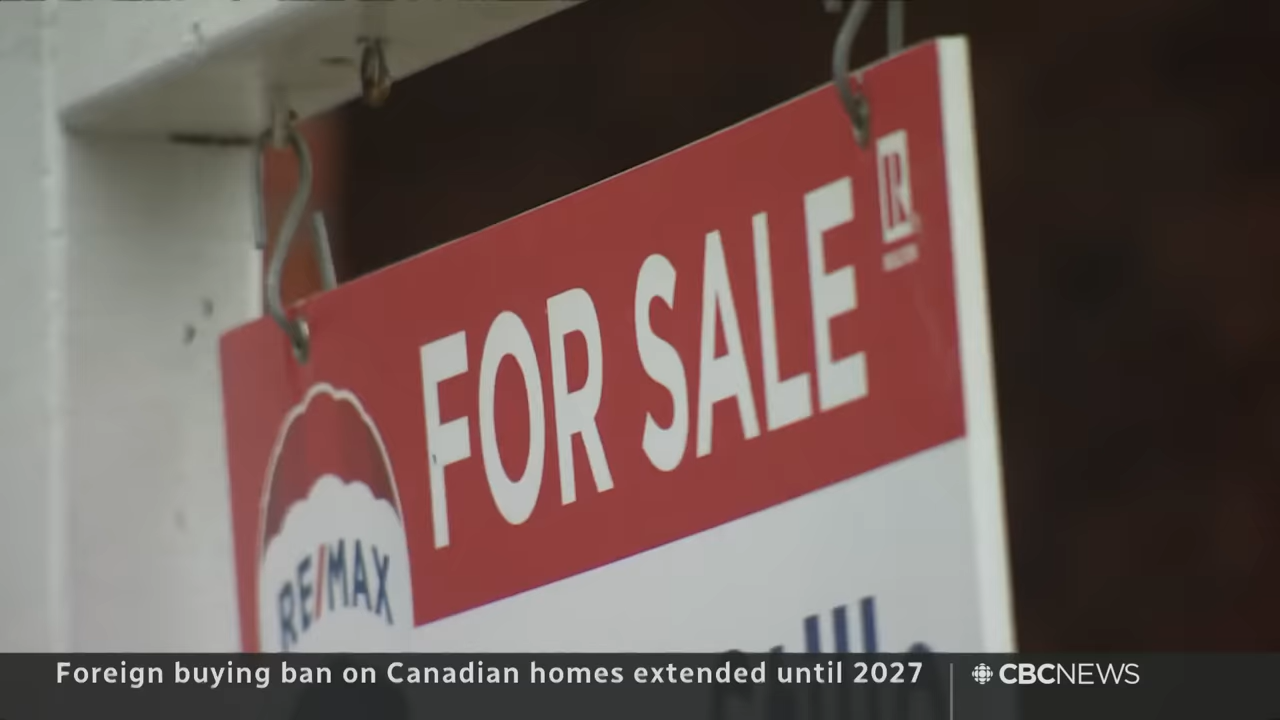 FOR SALE
R
RE/MAX
Foreign buying ban on Canadian homes extended until 2027
CBCNEWS